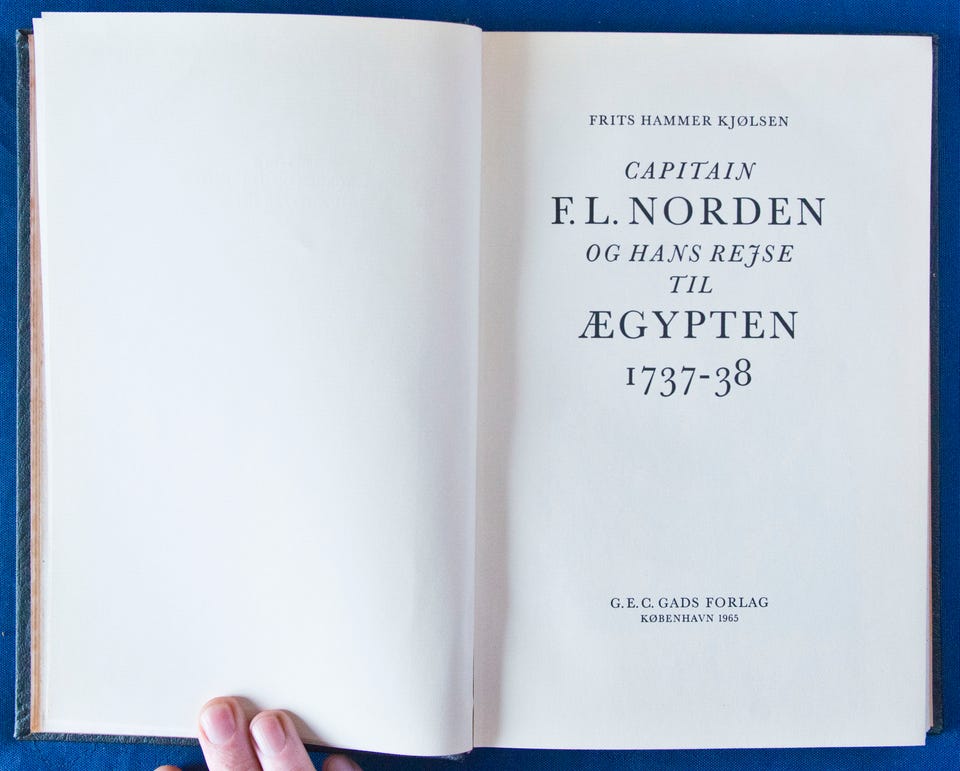 FRITS HAMMER KJØLSEN
CAPITAIN
F. L. NORDEN
OG HANS REJSE
TIL
ÆGYPTEN
1737-38
G. E. C. GADS FORLAG
KØBENHAVN 1965